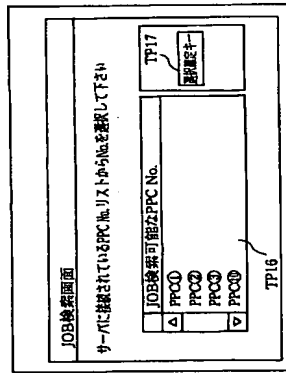 JOB検索画面
サーバに接続されているPPC No.リストからNo.を選択して下さい
JOB検索可能なPPC No.
△ PPC①
PPC②
PPC③
▽ PPC⑩
TP17
選択確定キー
TP16